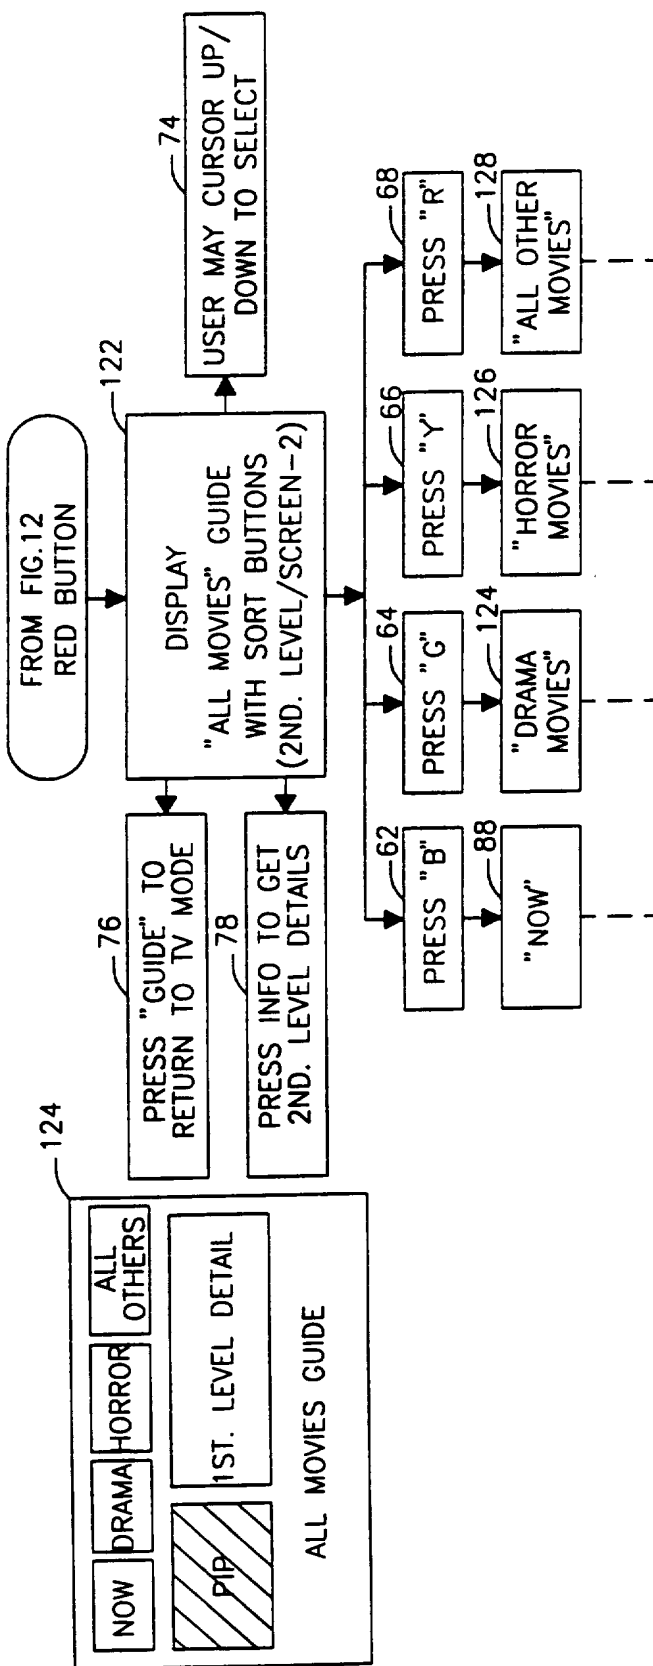 FROM FIG.12
RED BUTTON
122
DISPLAY
"ALL MOVIES" GUIDE
WITH SORT BUTTONS
(2ND. LEVEL/SCREEN-2)
74
USER MAY CURSOR UP/
DOWN TO SELECT
76
PRESS "GUIDE" TO
RETURN TO TV MODE
78
PRESS INFO TO GET
2ND. LEVEL DETAILS
124
NOW
DRAMA
HORROR
ALL
OTHERS
PIP
1ST. LEVEL DETAIL
ALL MOVIES GUIDE
62
PRESS "B"
64
PRESS "G"
66
PRESS "Y"
68
PRESS "R"
88
"NOW"
124
"DRAMA
MOVIES"
126
"HORROR
MOVIES"
128
"ALL OTHER
MOVIES"